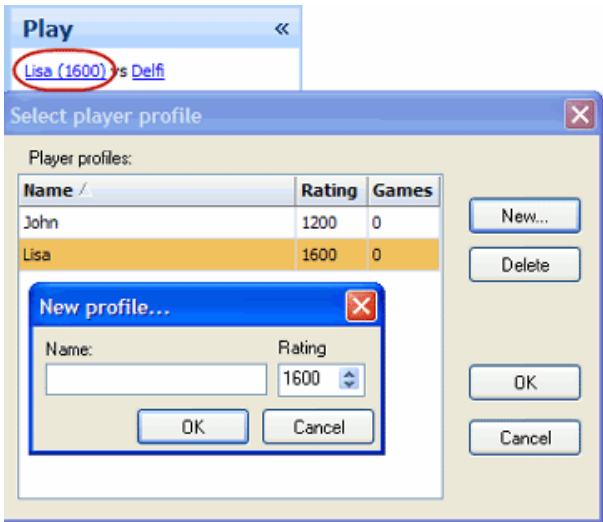 Play «
Lisa (1600) vs Delfi
Select player profile
Player profiles:
Name Rating Games
John 1200 0
Lisa 1600 0
New...
Delete
New profile...
Name: Rating
1600
OK Cancel
OK
Cancel